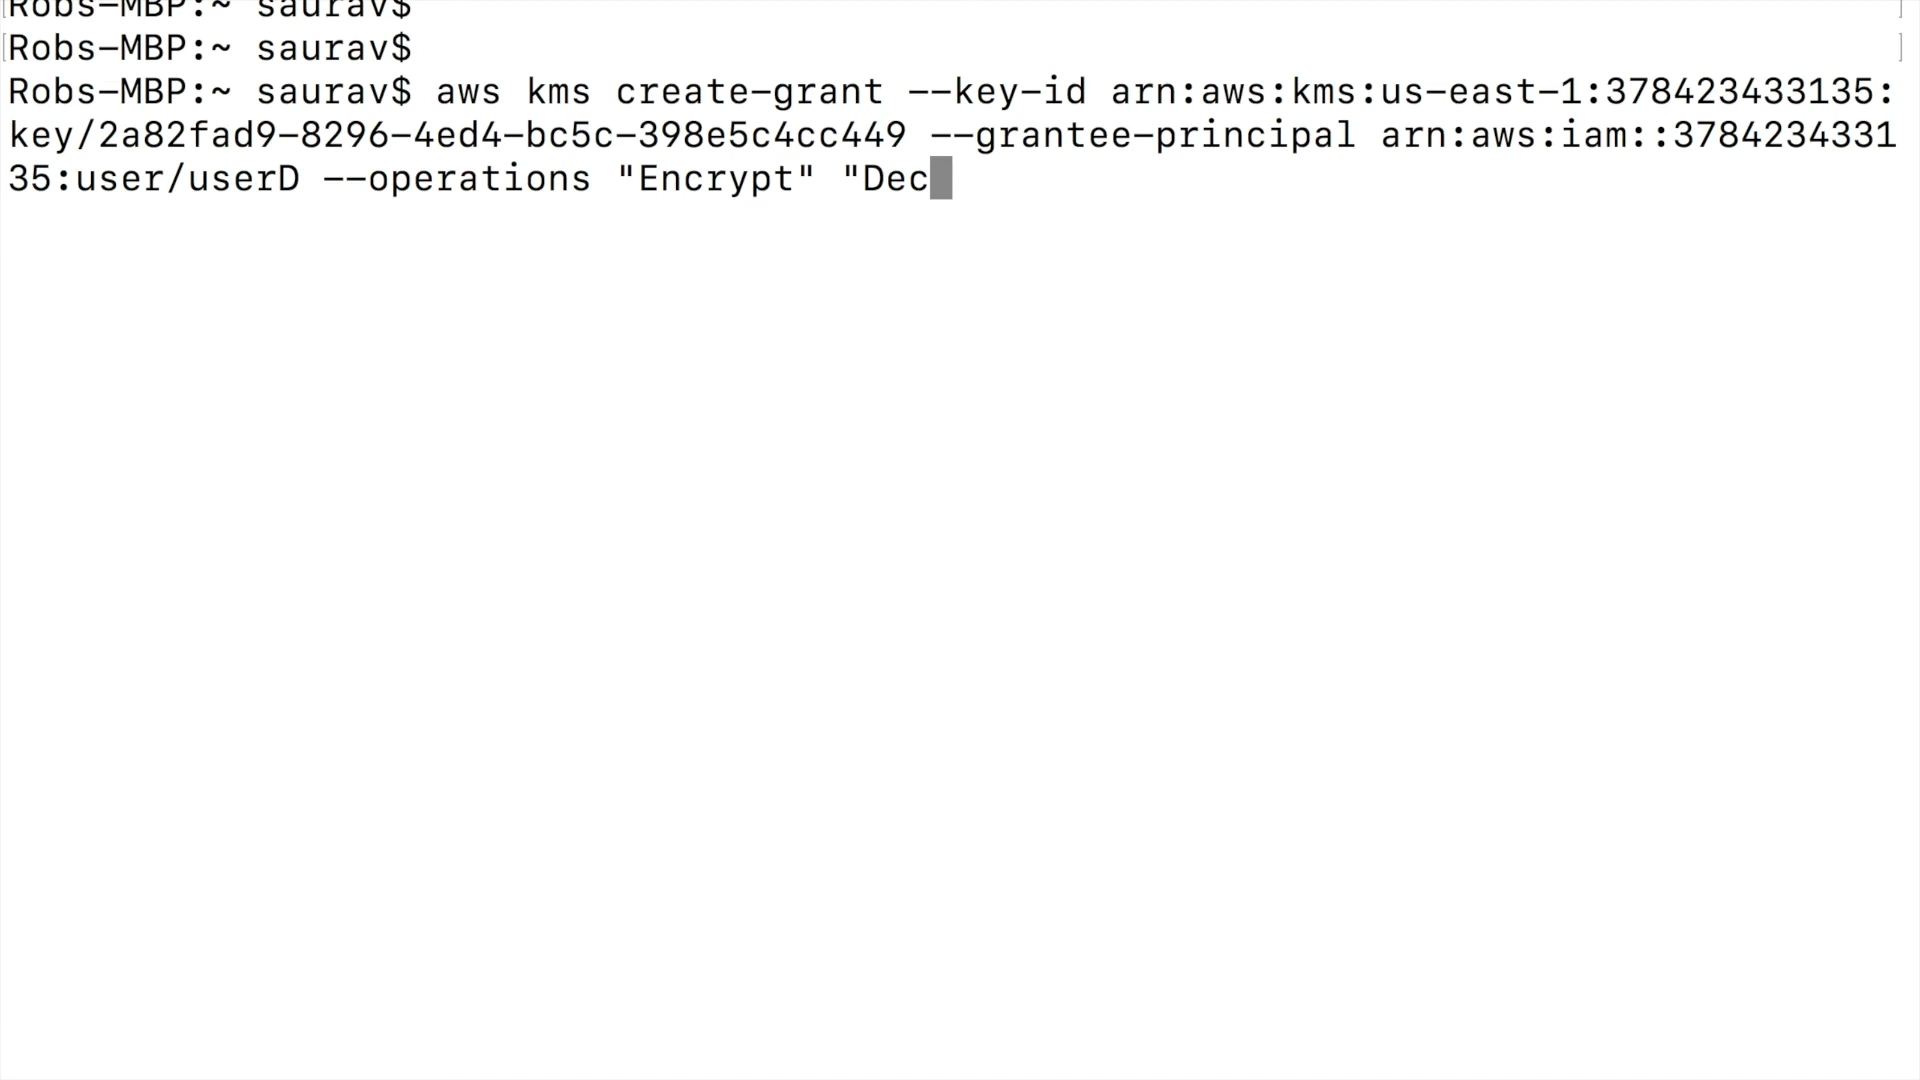 Robs-MBP:~ saurav$
Robs-MBP:~ saurav$
Robs-MBP:~ saurav$ aws kms create-grant --key-id arn:aws:kms:us-east-1:378423433135:
key/2a82fad9-8296-4ed4-bc5c-398e5c4cc449 --grantee-principal arn:aws:iam::3784234331
35:user/userD --operations "Encrypt" "Dec